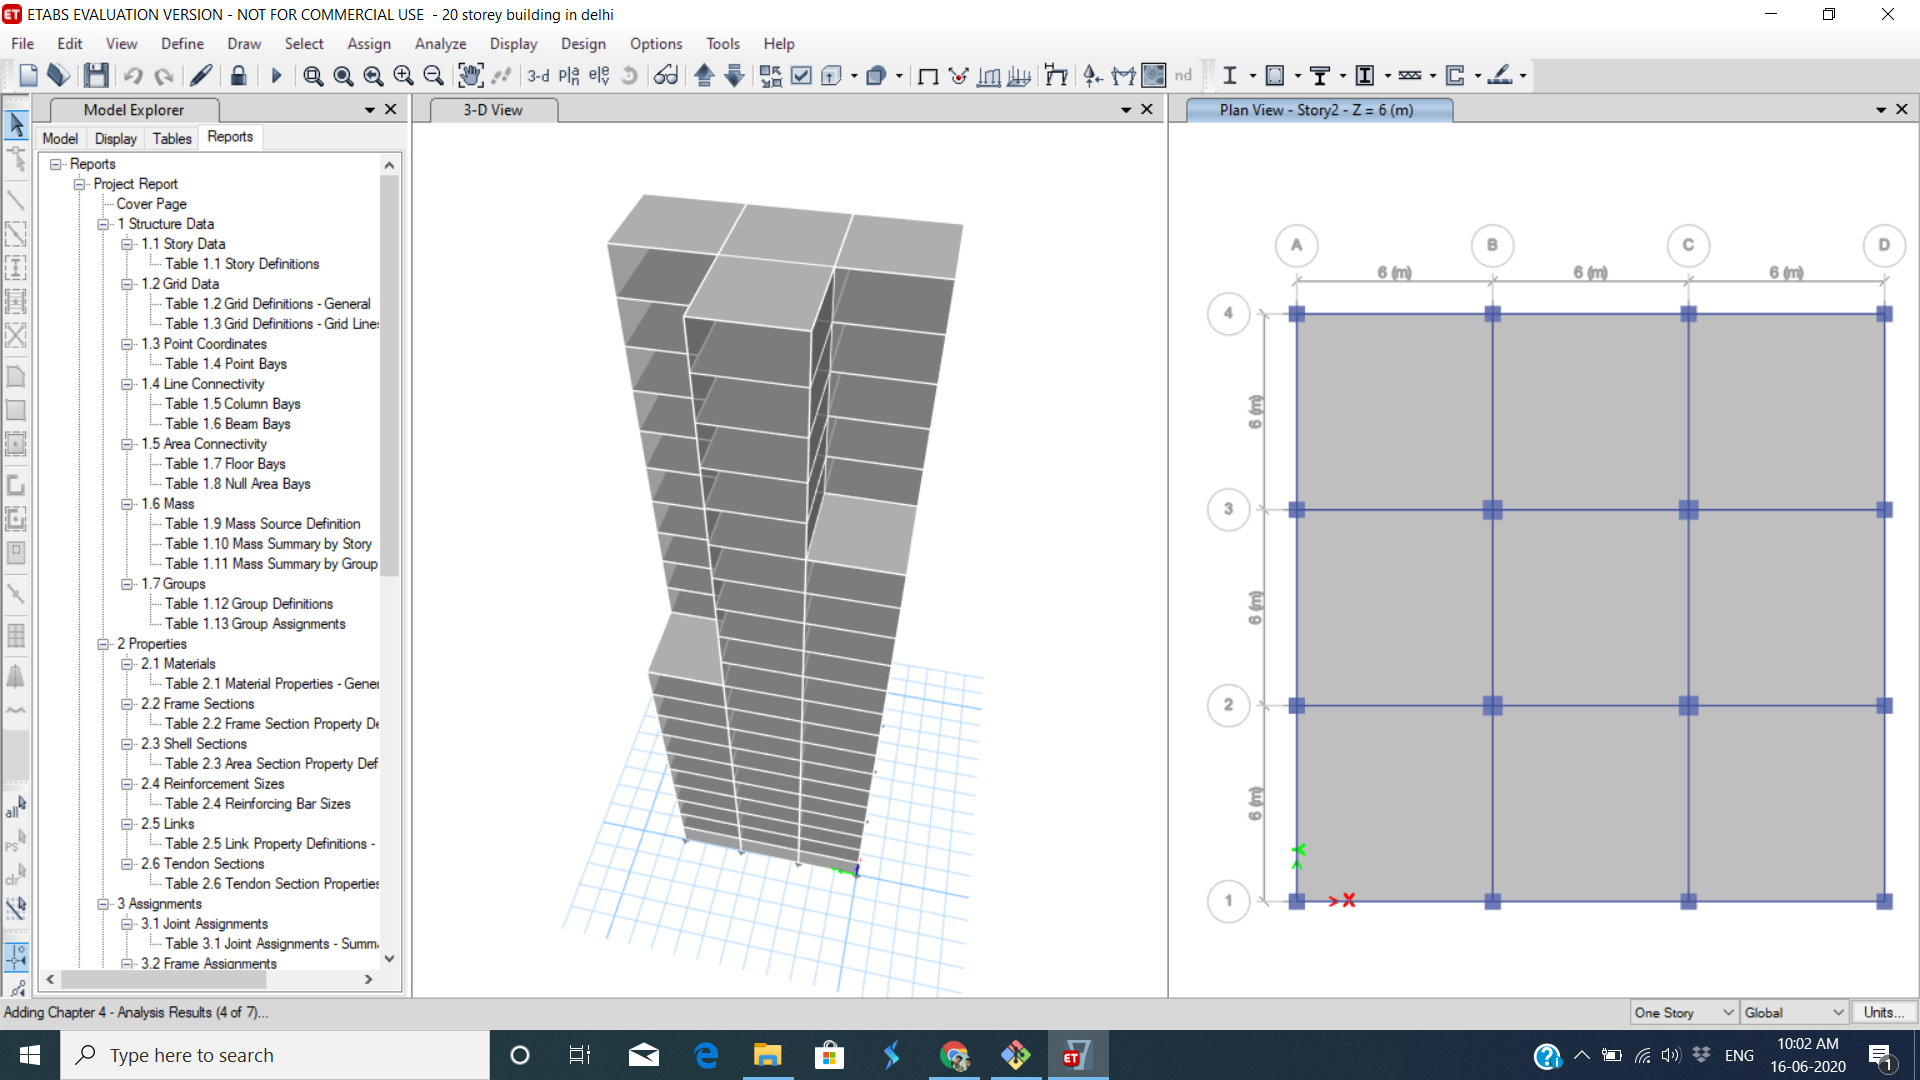 ET ETABS EVALUATION VERSION - NOT FOR COMMERCIAL USE - 20 storey building in delhi
File Edit View Define Draw Select Assign Analyze Display Design Options Tools Help
3-d nd
Model Explorer
Model Display Tables Reports
Reports
Project Report
Cover Page
1 Structure Data
1.1 Story Data
Table 1.1 Story Definitions
1.2 Grid Data
Table 1.2 Grid Definitions - General
Table 1.3 Grid Definitions - Grid Lines
1.3 Point Coordinates
Table 1.4 Point Bays
1.4 Line Connectivity
Table 1.5 Column Bays
Table 1.6 Beam Bays
1.5 Area Connectivity
Table 1.7 Floor Bays
Table 1.8 Null Area Bays
1.6 Mass
Table 1.9 Mass Source Definition
Table 1.10 Mass Summary by Story
Table 1.11 Mass Summary by Group
1.7 Groups
Table 1.12 Group Definitions
Table 1.13 Group Assignments
2 Properties
2.1 Materials
Table 2.1 Material Properties - Gener
2.2 Frame Sections
Table 2.2 Frame Section Property De
2.3 Shell Sections
Table 2.3 Area Section Property Def
2.4 Reinforcement Sizes
Table 2.4 Reinforcing Bar Sizes
2.5 Links
Table 2.5 Link Property Definitions -
2.6 Tendon Sections
Table 2.6 Tendon Section Properties
3 Assignments
3.1 Joint Assignments
Table 3.1 Joint Assignments - Summ
3.2 Frame Assignments
all
PS
clr
3-D View
Plan View - Story2 - Z = 6 (m)
A B C D
6 (m) 6 (m) 6 (m)
4
6 (m)
3
6 (m)
2
6 (m)
1
X
Y
Adding Chapter 4 - Analysis Results (4 of 7)...
One Story Global Units...
Type here to search
ET
ENG
10:02 AM
16-06-2020
1